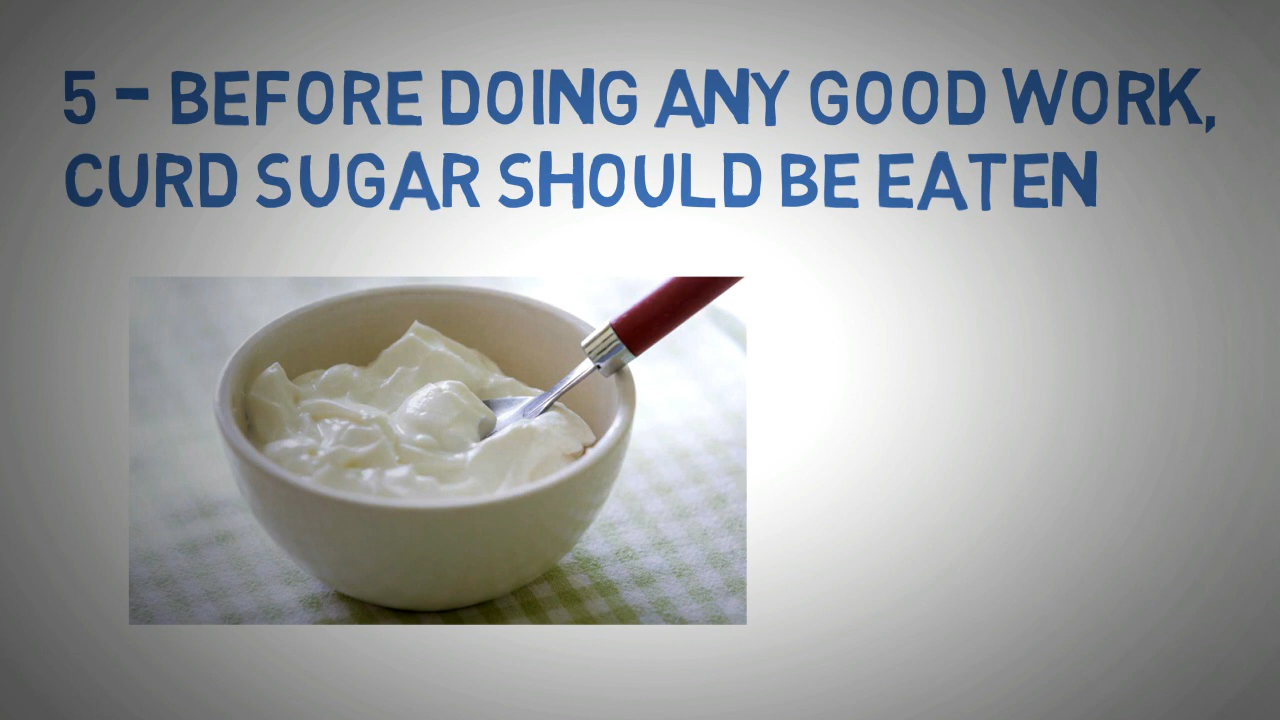 5 – BEFORE DOING ANY GOOD WORK,
CURD SUGAR SHOULD BE EATEN